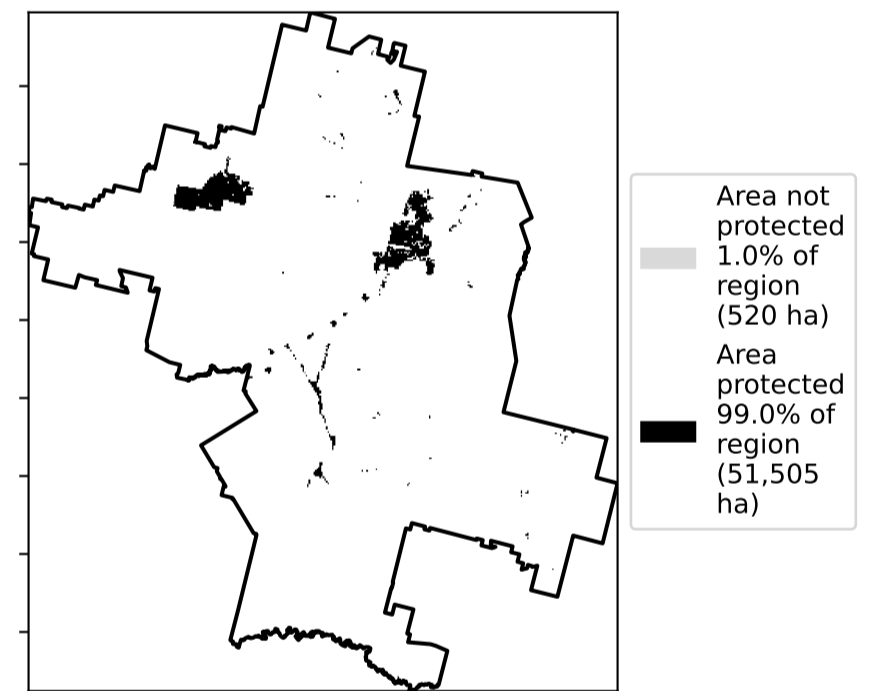 Area not
protected
1.0% of
region
(520 ha)
Area
protected
99.0% of
region
(51,505
ha)